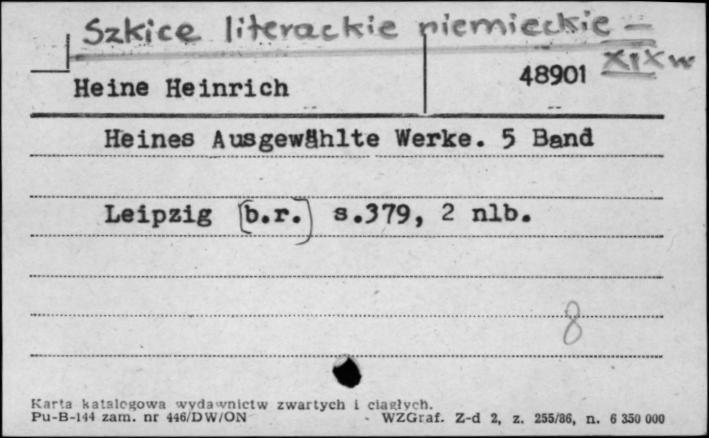 Szkice literackie niemieckie –
XIX w
Heine Heinrich
48901
Heines Ausgewählte Werke. 5 Band
Leipzig (b.r.) s.379, 2 nlb.
8
Karta katalogowa wydawnictw zwartych i ciągłych.
Pu-B-144 zam. nr 446/DW/ON
WZGraf. Z-d 2, z. 255/86, n. 6 350 000